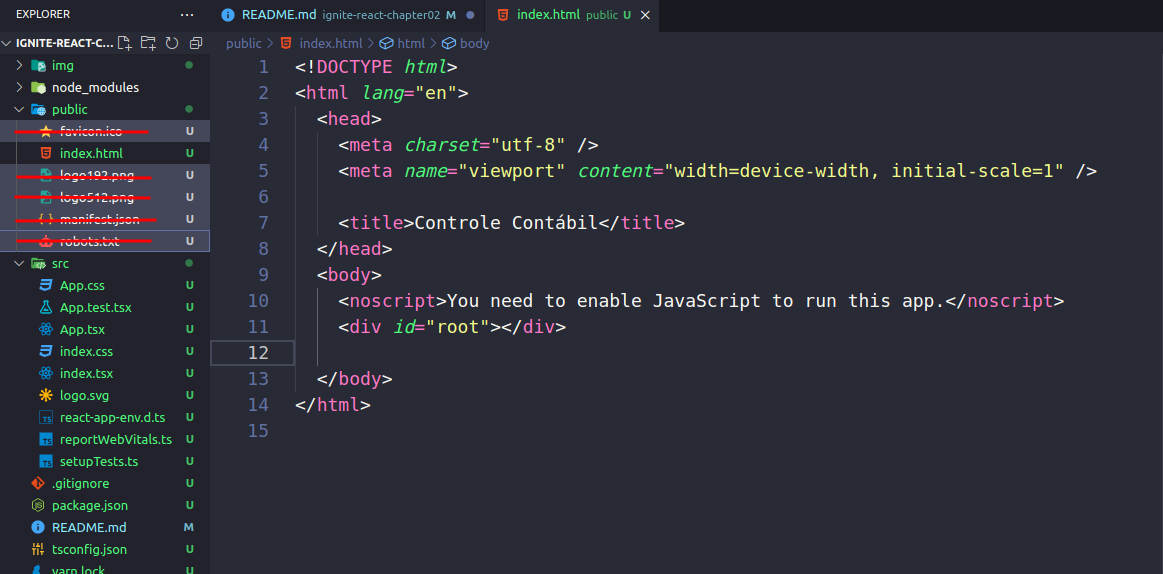 EXPLORER ···
IGNITE-REACT-C...
img
node_modules
public
favicon.ico U
index.html U
logo192.png U
logo512.png U
manifest.json U
robots.txt U
src
App.css U
App.test.tsx U
App.tsx U
index.css U
index.tsx U
logo.svg U
react-app-env.d.ts U
reportWebVitals.ts U
setupTests.ts U
.gitignore U
package.json U
README.md M
tsconfig.json U
yarn.lock U
README.md ignite-react-chapter02 M
index.html public U
public > index.html > html > body
1 <!DOCTYPE html>
2 <html lang="en">
3 <head>
4 <meta charset="utf-8" />
5 <meta name="viewport" content="width=device-width, initial-scale=1" />
6
7 <title>Controle Contábil</title>
8 </head>
9 <body>
10 <noscript>You need to enable JavaScript to run this app.</noscript>
11 <div id="root"></div>
12
13 </body>
14 </html>
15